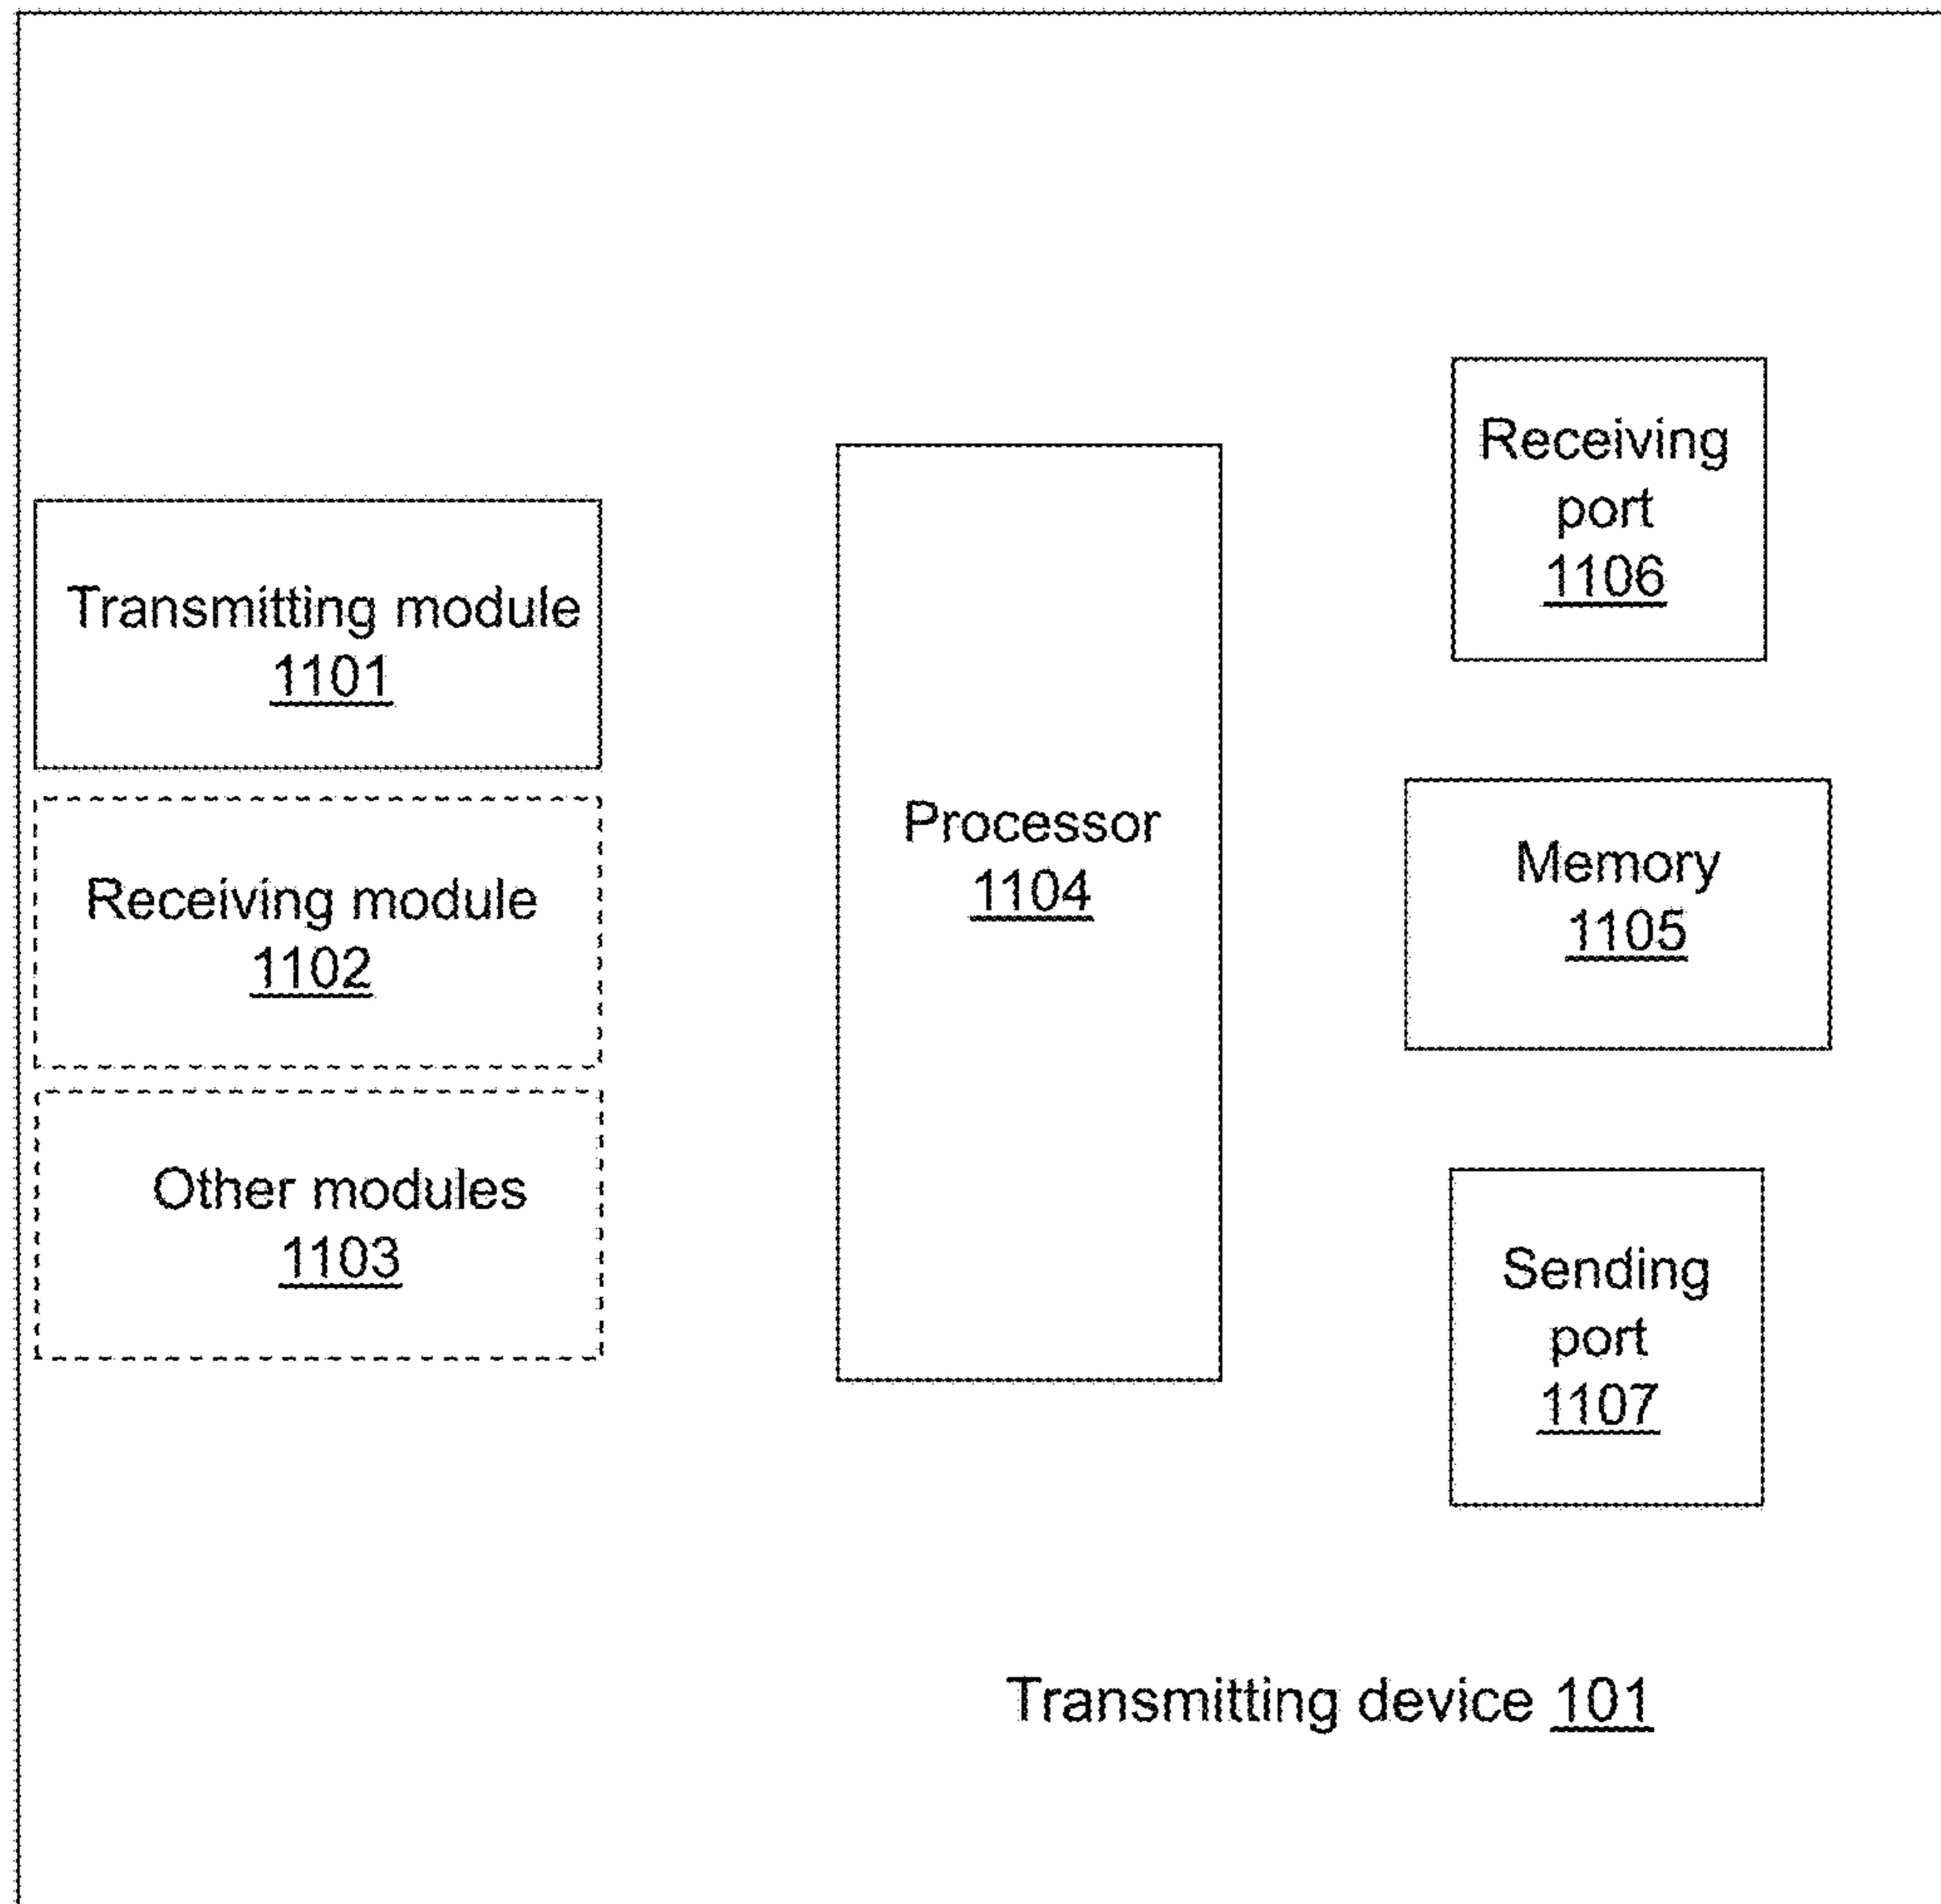 Transmitting module
1101
Receiving module
1102
Other modules
1103
Processor
1104
Receiving
port
1106
Memory
1105
Sending
port
1107
Transmitting device 101